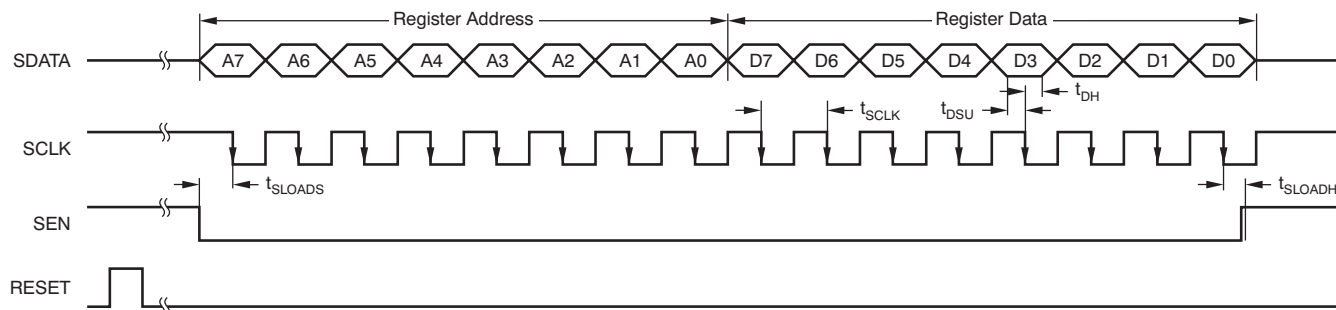 Register Address Register Data
SDATA A7 A6 A5 A4 A3 A2 A1 A0 D7 D6 D5 D4 D3 D2 D1 D0
tSCLK tDSU tDH
SCLK
tSLOADS tSLOADH
SEN
RESET